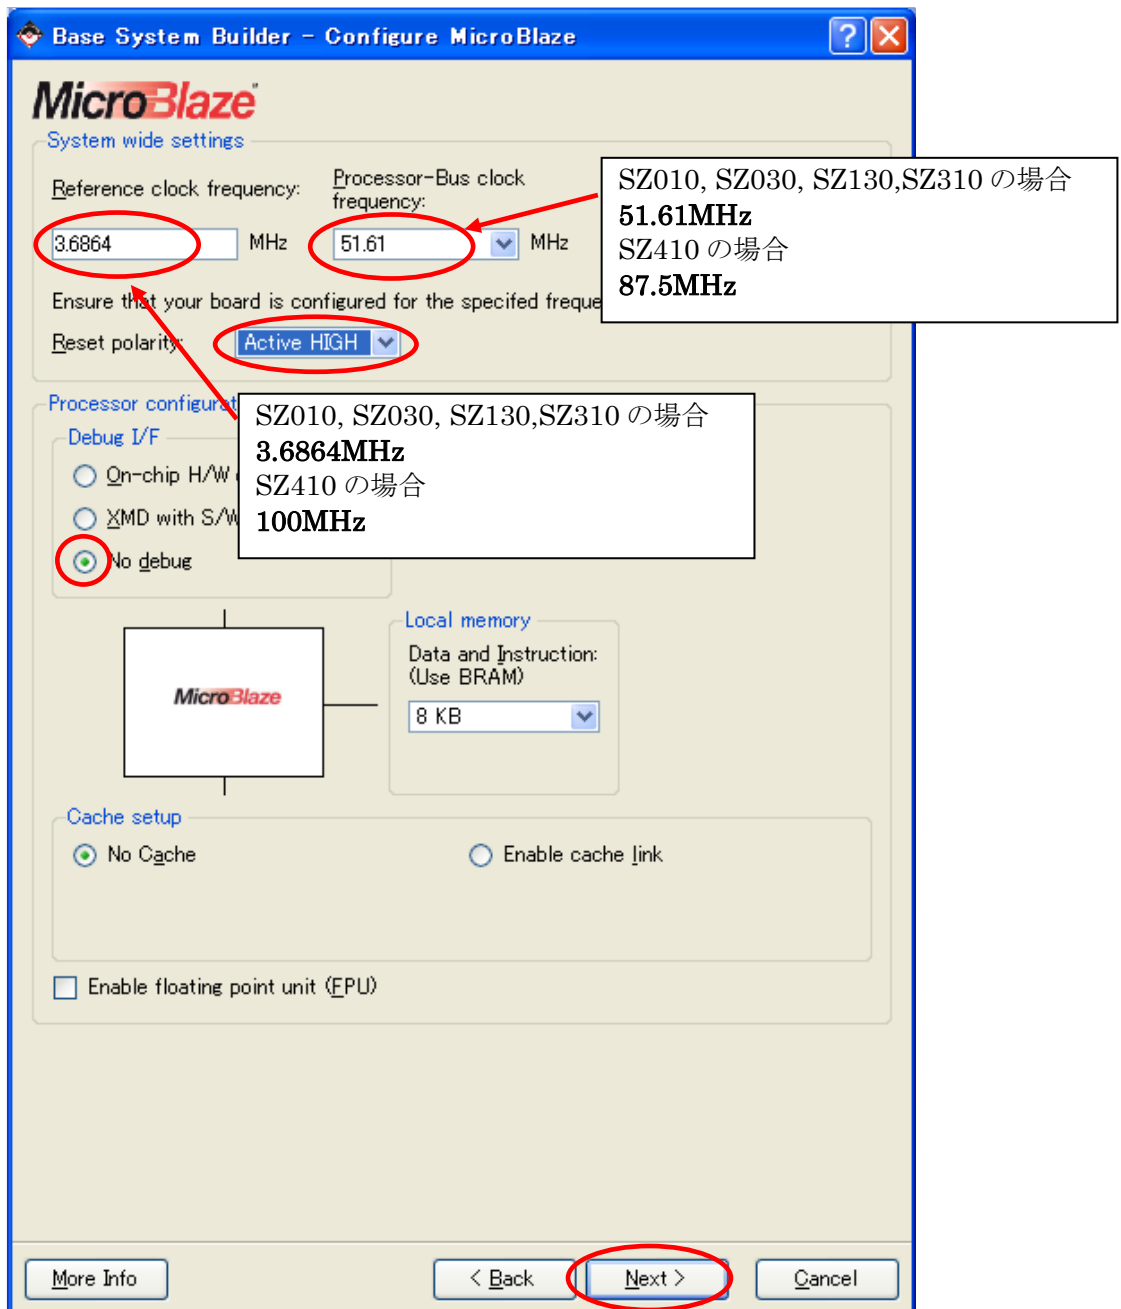 Base System Builder - Configure MicroBlaze
MicroBlaze
System wide settings
Reference clock frequency:
Processor-Bus clock
frequency:
3.6864 MHz
51.61 MHz
SZ010, SZ030, SZ130,SZ310 の場合
51.61MHz
SZ410 の場合
87.5MHz
Ensure that your board is configured for the specifed freque
Reset polarity:
Active HIGH
Processor configurat
SZ010, SZ030, SZ130,SZ310 の場合
3.6864MHz
SZ410 の場合
100MHz
Debug I/F
On-chip H/W
XMD with S/W
No debug
Local memory
Data and Instruction:
(Use BRAM)
8 KB
MicroBlaze
Cache setup
No Cache
Enable cache link
Enable floating point unit (FPU)
More Info
< Back
Next >
Cancel